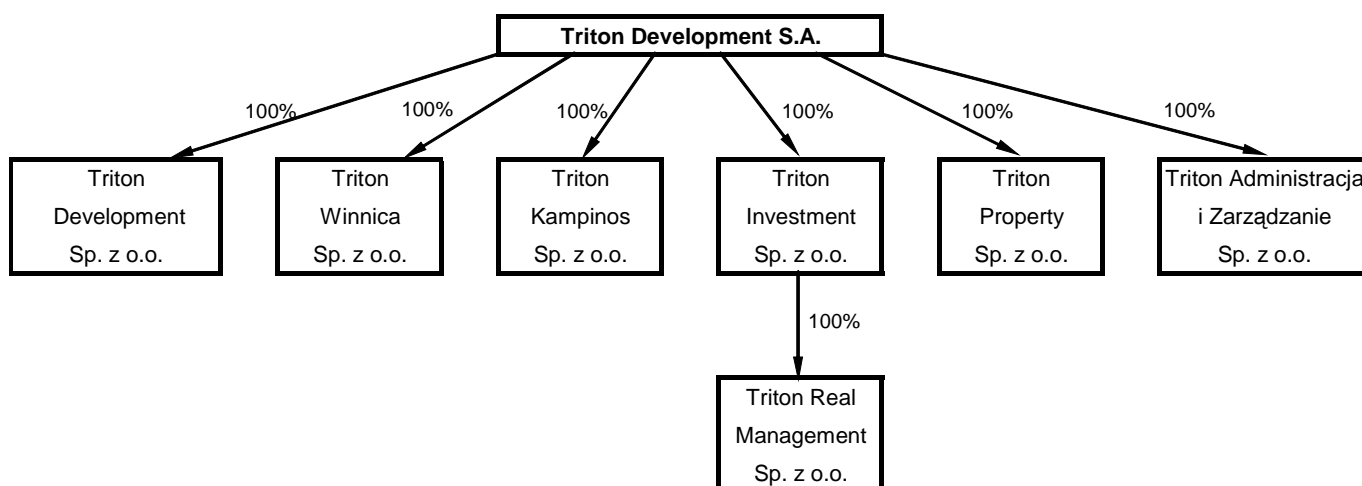 Triton Development S.A.
100%
100%
100%
100%
100%
100%
Triton
Development
Sp. z o.o.
Triton
Winnica
Sp. z o.o.
Triton
Kampinos
Sp. z o.o.
Triton
Investment
Sp. z o.o.
Triton
Property
Sp. z o.o.
Triton Administracja
i Zarządzanie
Sp. z o.o.
100%
Triton Real
Management
Sp. z o.o.